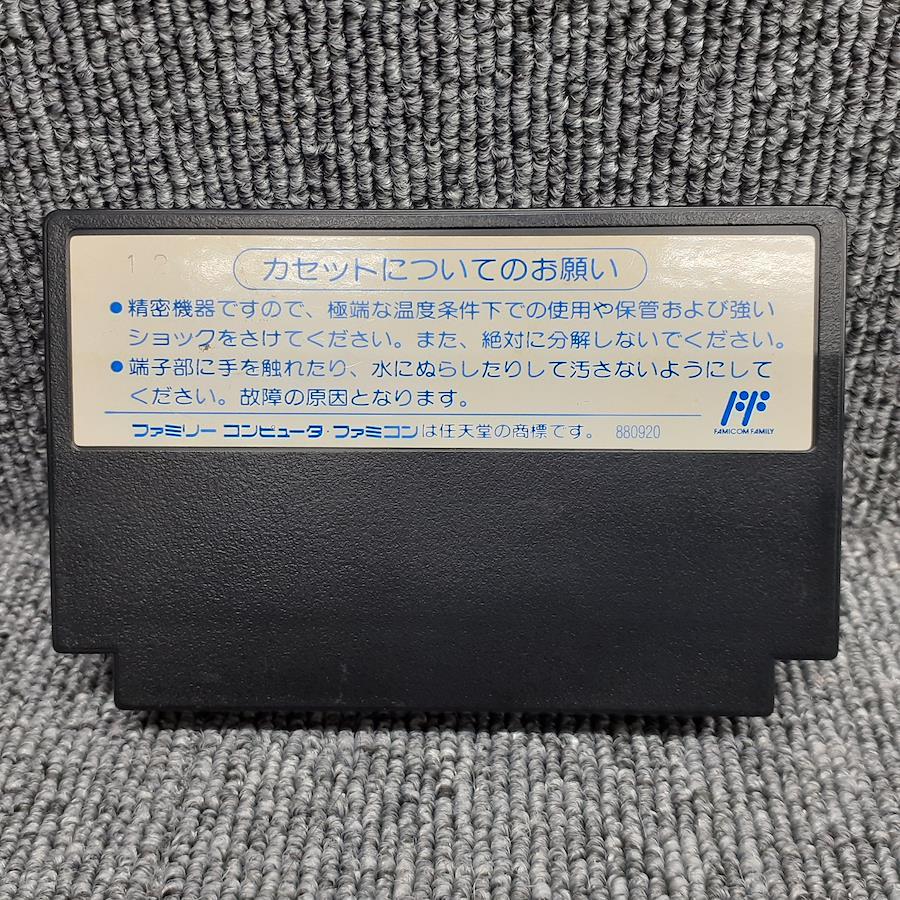 12
カセットについてのお願い
●精密機器ですので、極端な温度条件下での使用や保管および強い
ショックをさけてください。また、絶対に分解しないでください。
●端子部に手を触れたり、水にぬらしたりして汚さないようにして
ください。故障の原因となります。
ファミリーコンピュータ・ファミコンは任天堂の商標です。 880920
FAMICOM FAMILY